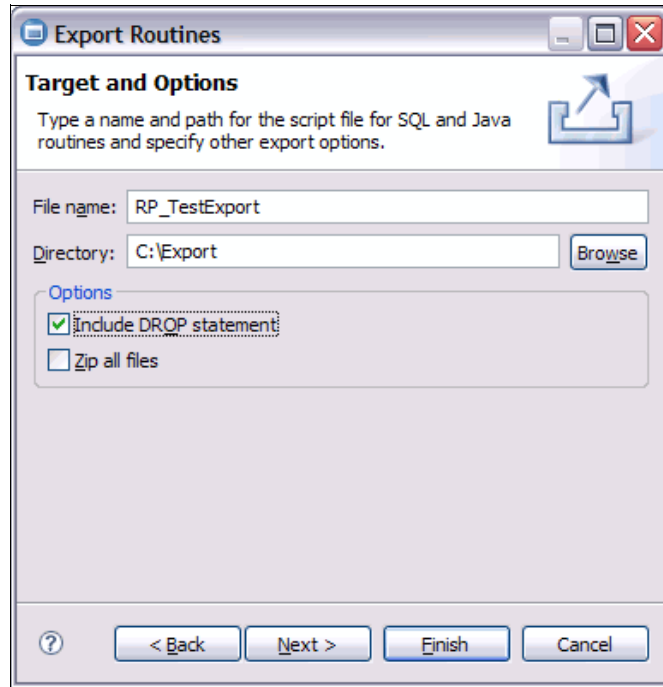 Export Routines
Target and Options
Type a name and path for the script file for SQL and Java
routines and specify other export options.
File name: RP_TestExport
Directory: C:\Export Browse
Options
Include DROP statement
Zip all files
? < Back Next > Finish Cancel